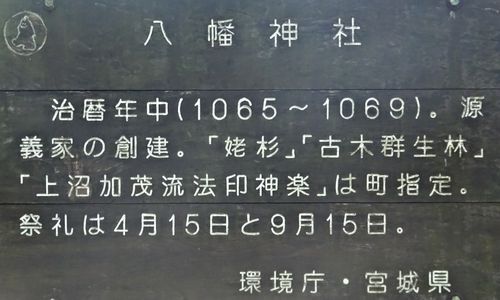 八幡神社
治暦年中(1065～1069)。源
義家の創建。「姥杉」「古木群生林」
「上沼加茂流法印神楽」は町指定。
祭礼は4月15日と9月15日。
環境庁・宮城県